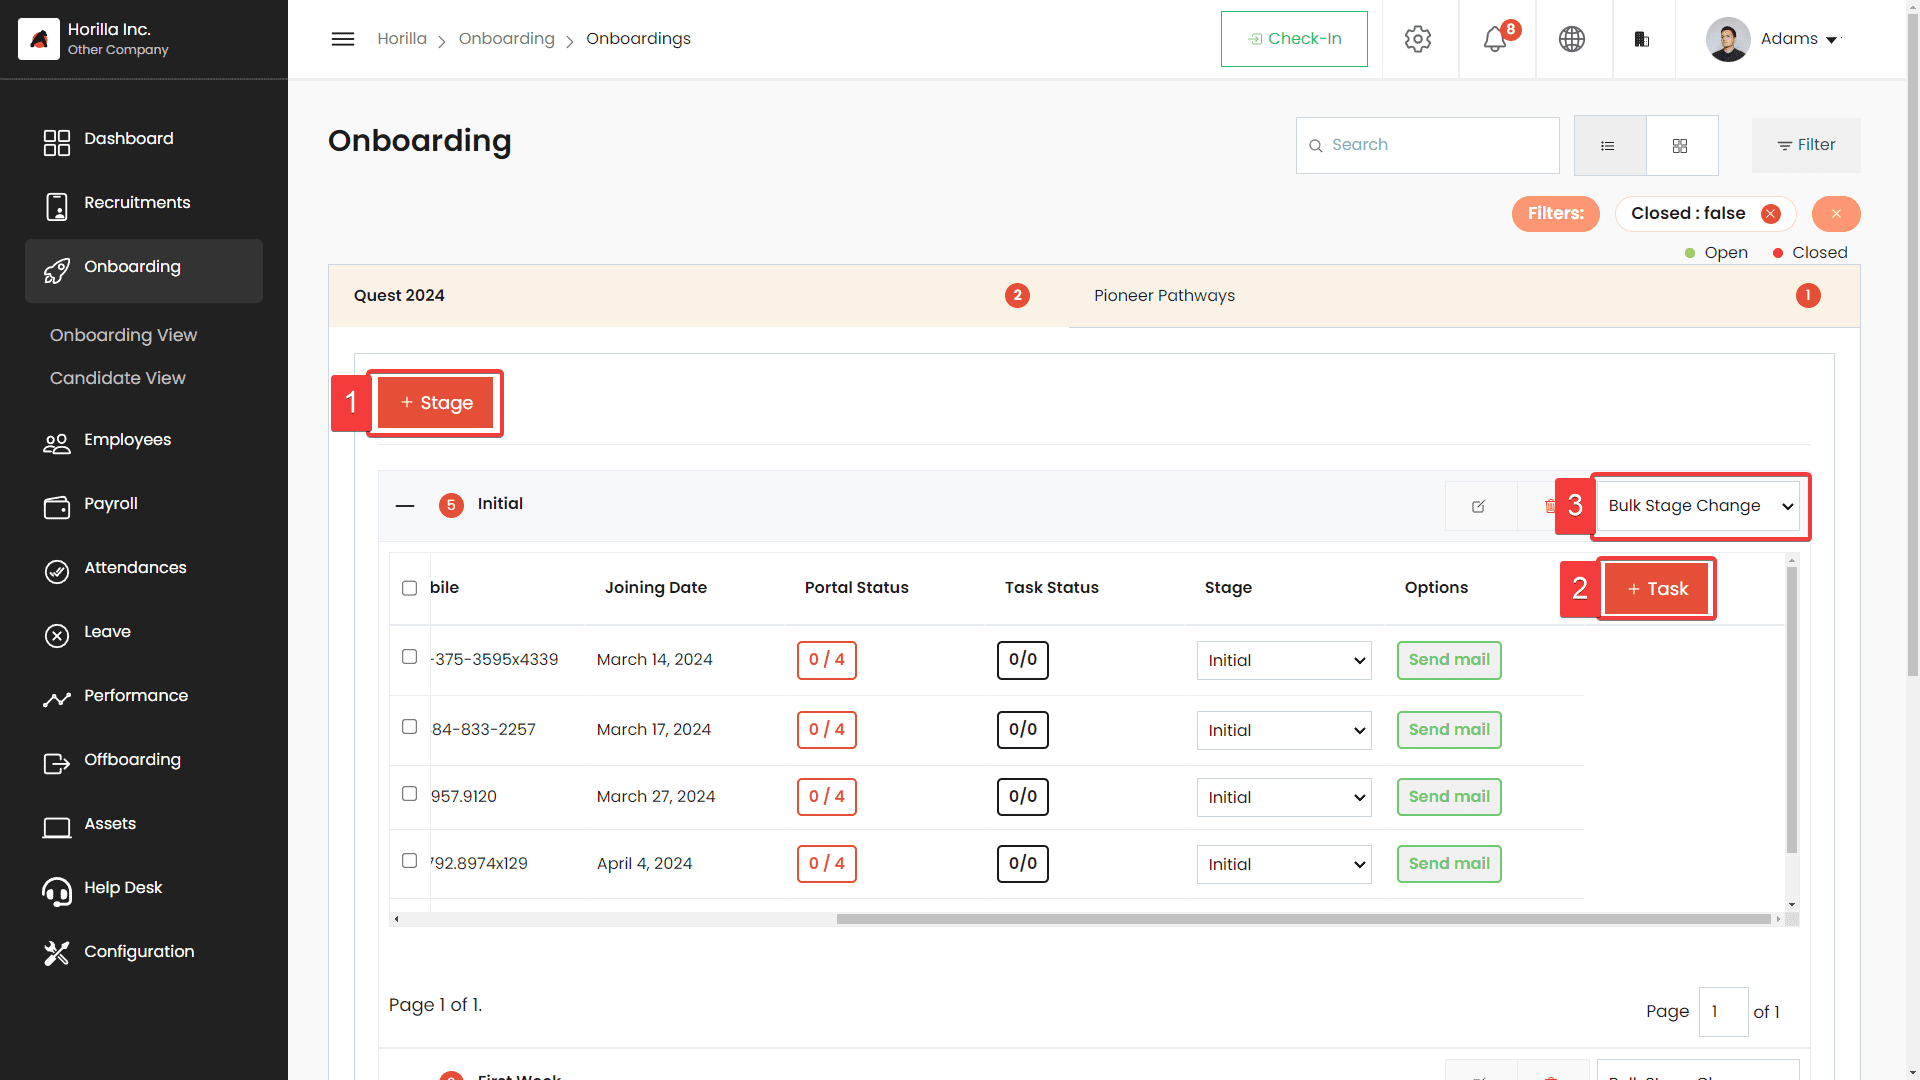 Horilla Inc.
Other Company
Horilla
Onboarding
Onboardings
Check-In
8
Adams
Dashboard
Recruitments
Onboarding
Onboarding View
Candidate View
Employees
Payroll
Attendances
Leave
Performance
Offboarding
Assets
Help Desk
Configuration
Onboarding
Search
Filter
Filters:
Closed : false
Open
Closed
Quest 2024
2
Pioneer Pathways
1
1
+ Stage
5
Initial
3
Bulk Stage Change
bile
Joining Date
Portal Status
Task Status
Stage
Options
2
+ Task
-375-3595x4339
March 14, 2024
0 / 4
0/0
Initial
Send mail
84-833-2257
March 17, 2024
0 / 4
0/0
Initial
Send mail
957.9120
March 27, 2024
0 / 4
0/0
Initial
Send mail
792.8974x129
April 4, 2024
0 / 4
0/0
Initial
Send mail
Page 1 of 1.
Page
1
of 1
First Week
Bulk Stage Change